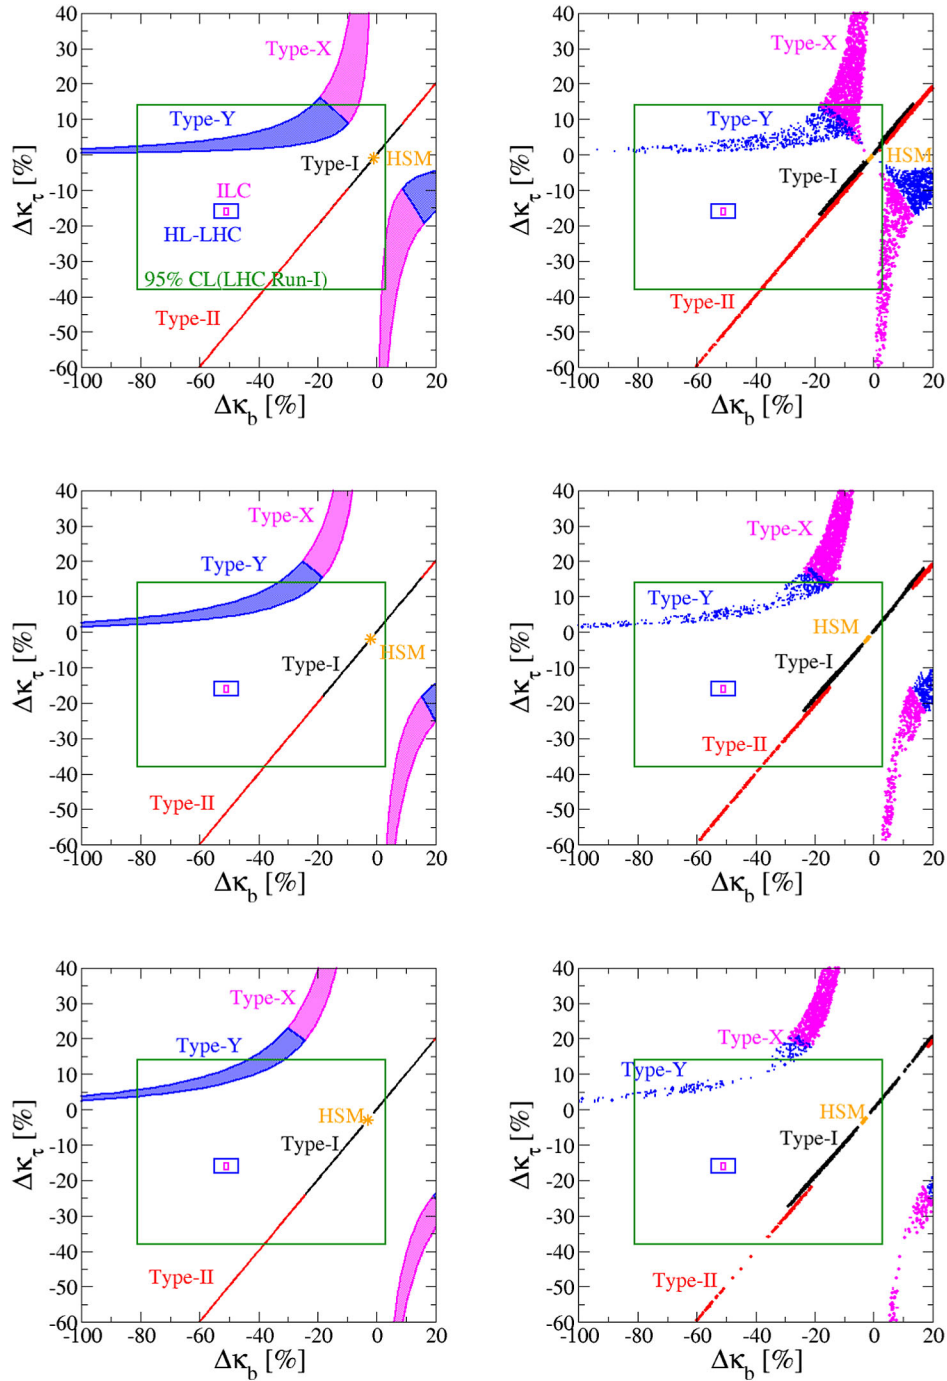 40
30
20
10
0
-10
-20
-30
-40
-50
-60
Δκτ [%]
Type-X
Type-Y
Type-I
HSM
ILC
HL-LHC
95% CL(LHC Run-I)
Type-II
-100 -80 -60 -40 -20 0 20
Δκb [%]
40
30
20
10
0
-10
-20
-30
-40
-50
-60
Δκτ [%]
Type-X
Type-Y
HSM
Type-I
Type-II
-100 -80 -60 -40 -20 0 20
Δκb [%]
40
30
20
10
0
-10
-20
-30
-40
-50
-60
Δκτ [%]
Type-X
Type-Y
HSM
Type-I
Type-II
-100 -80 -60 -40 -20 0 20
Δκb [%]
40
30
20
10
0
-10
-20
-30
-40
-50
-60
Δκτ [%]
Type-X
Type-Y
HSM
Type-I
Type-II
-100 -80 -60 -40 -20 0 20
Δκb [%]
40
30
20
10
0
-10
-20
-30
-40
-50
-60
Δκτ [%]
Type-X
Type-Y
HSM
Type-I
Type-II
-100 -80 -60 -40 -20 0 20
Δκb [%]
40
30
20
10
0
-10
-20
-30
-40
-50
-60
Δκτ [%]
Type-X
Type-Y
HSM
Type-I
Type-II
-100 -80 -60 -40 -20 0 20
Δκb [%]